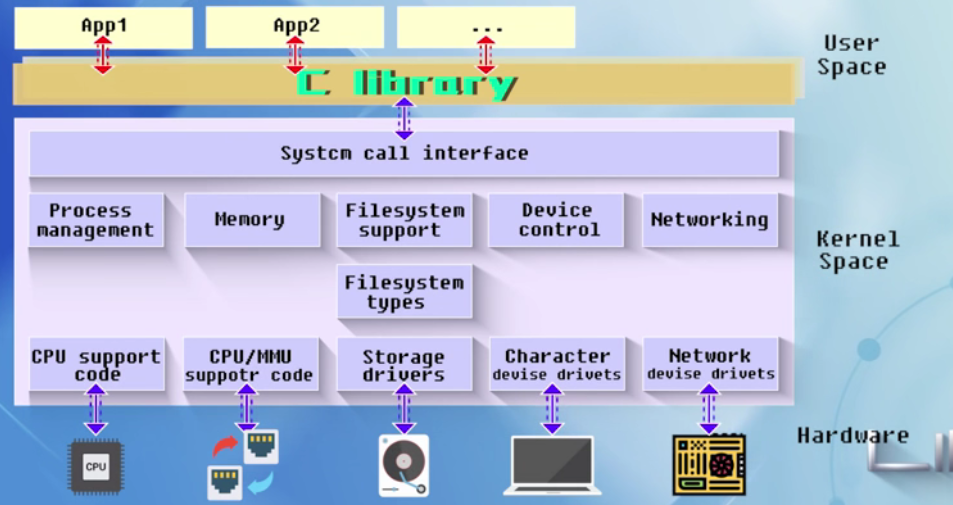 App1
App2
...
User
Space
C library
Systcm call interface
Process
management
Memory
Filesystem
support
Device
control
Networking
Kernel
Space
Filesystem
types
CPU support
code
CPU/MMU
suppotr code
Storage
drivers
Character
devise drivets
Network
devise drivets
Hardware
CPU